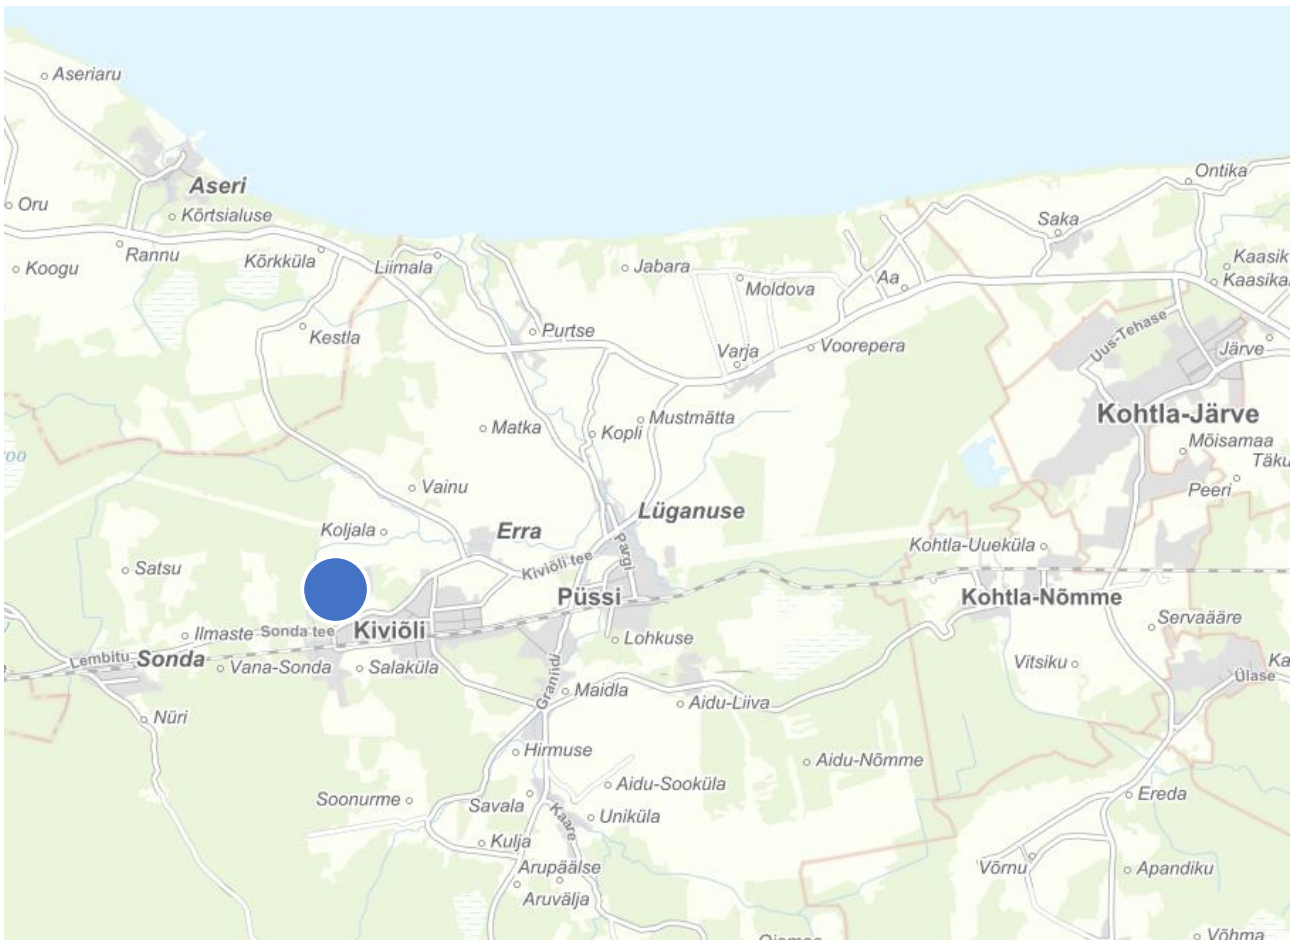 Aseriaru
Ontika
Aseri
Oru
Kõrtsialuse
Saka
Rannu
Kõrkküla
Liimala
Jabara
Kaasik
Koogu
Moldova
Aa
Kaasika
Kestla
Purtse
Uus-Tehase
Varja
Voorepera
Järve
Kohtla-Järve
Matka
Kopli
Mustmätta
Mõisamaa
oo
Täku
Vainu
Peeri
Lüganuse
Koljala
Erra
Pargi
Kohtla-Uueküla
Satsu
Kiviõli tee
Püssi
Kohtla-Nõmme
Ilmaste
Sonda tee
Kiviõli
Lohkuse
Servaääre
Lembitu
Sonda
Vana-Sonda
Salaküla
Vitsiku
Ka
Ülase
e
Graniidi
Maidla
Aidu-Liiva
Nüri
Hirmuse
Aidu-Nõmme
Aidu-Sooküla
Soonurme
Savala
Uniküla
Ereda
Kaare
Kulja
Arupäälse
Võrnu
Apandiku
Aruvälja
Ojamaa
Võhma